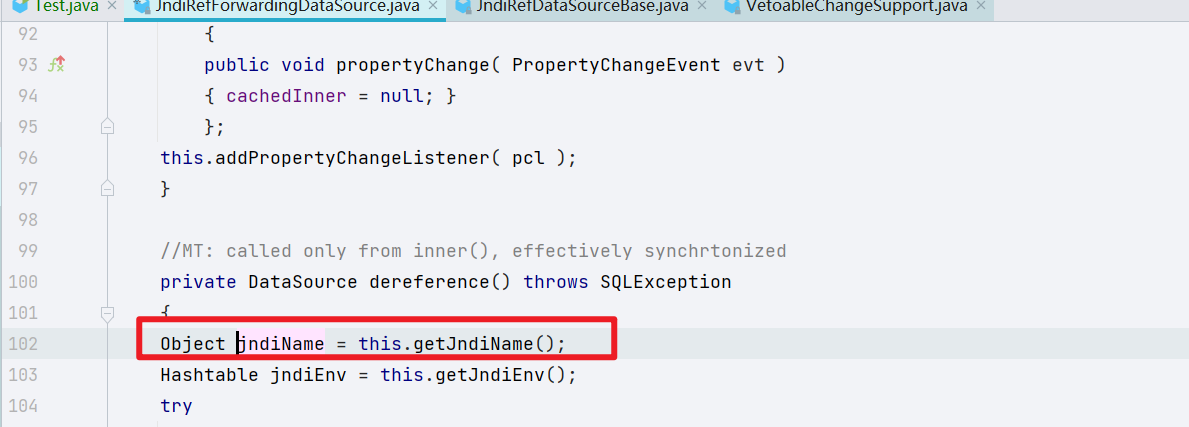 Test.java × JndiRefForwardingDataSource.java × JndiRefDataSourceBase.java × VetoableChangeSupport.java ×
92 {
93 public void propertyChange( PropertyChangeEvent evt )
94 { cachedInner = null; }
95 };
96 this.addPropertyChangeListener( pcl );
97 }
98
99 //MT: called only from inner(), effectively synchrtonized
100 private DataSource dereference() throws SQLException
101 {
102 Object jndiName = this.getJndiName();
103 Hashtable jndiEnv = this.getJndiEnv();
104 try